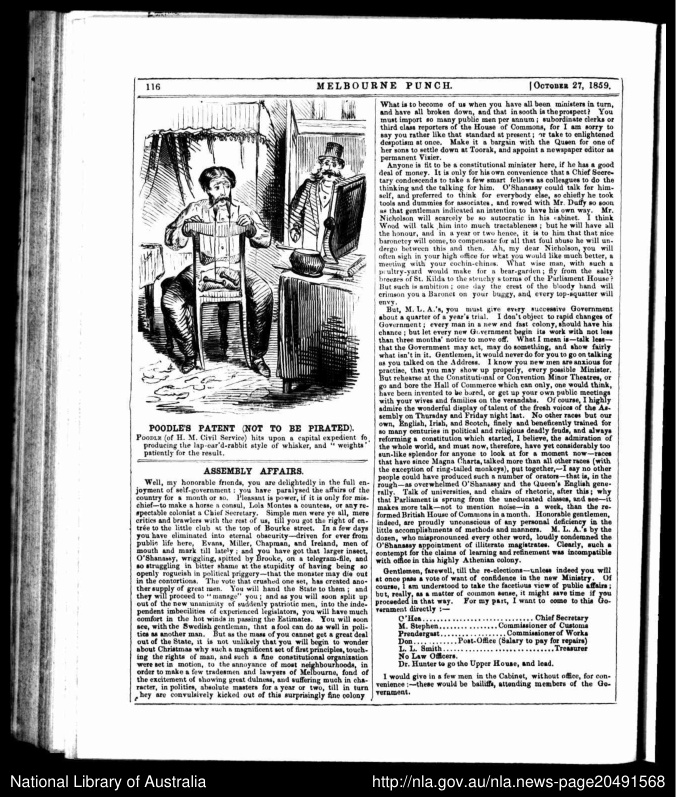 116
MELBOURNE PUNCH.
[OCTOBER 27, 1859.
POODLE'S PATENT (NOT TO BE PIRATED).
POODLE (of H. M. Civil Service) hits upon a capital expedient fo
producing the lap-ear'd-rabbit style of whisker, and "weights"
patiently for the result.
ASSEMBLY AFFAIRS.
Well, my honorable friends, you are delightedly in the full en-
joyment of self-government: you have paralysed the affairs of the
country for a month or so. Pleasant is power, if it is only for mis-
chief—to make a horse a consul, Lola Montes a countess, or any re-
spectable colonist a Chief Secretary. Simple men were ye all, mere
critics and brawlers with the rest of us, till you got the right of en-
trée to the little club at the top of Bourke street. In a few days
you have eliminated into eternal obscurity—driven for ever from
public life here, Evans, Miller, Chapman, and Ireland, men of
mouth and mark till lately; and you have got that larger insect,
O'Shanassy, wriggling, spitted by Brooke, on a telegram-file, and
so struggling in bitter shame at the stupidity of having being so
openly rogueish in political priggery—that the monster may die out
in the contortions. The vote that crushed one set, has created ano-
ther supply of great men. You will hand the State to them; and
they will proceed to "manage" you; and as you will soon split up
out of the new unanimity of suddenly patriotic men, into the inde-
pendent imbecilities of experienced legislators, you will have much
comfort in the hot winds in passing the Estimates. You will soon
see, with the Swedish gentleman, that a fool can do as well in poli-
tics as another man. But as the mass of you cannot get a great deal
out of the State, it is not unlikely that you will begin to wonder
about Christmas why such a magnificent set of first principles, touch-
ing the rights of man, and such a fine constitutional organization
were set in motion, to the annoyance of most neighbourhoods, in
order to make a few tradesmen and lawyers of Melbourne, fond of
the excitement of showing great dulness, and suffering much in cha-
racter, in politics, absolute masters for a year or two, till in turn
hey are convulsively kicked out of this surprisingly fine colony
What is to become of us when you have all been ministers in turn,
and have all broken down, and that in sooth is the prospect? You
must import so many public men per annum; subordinate clerks or
third class reporters of the House of Commons, for I am sorry to
say you rather like that standard at present; or take to enlightened
despotism at once. Make it a bargain with the Queen for one of
her sons to settle down at Toorak, and appoint a newspaper editor as
permanent Vizier.
Anyone is fit to be a constitutional minister here, if he has a good
deal of money. It is only for his own convenience that a Chief Secre-
tary condescends to take a few smart fellows as colleagues to do the
thinking and the talking for him. O'Shanassy could talk for him-
self, and preferred to think for everybody else, so chiefly he took
tools and dummies for associates, and rowed with Mr. Duffy so soon
as that gentleman indicated an intention to have his own way. Mr.
Nicholson will scarcely be so autocratic in his cabinet. I think
Wood will talk him into much tractableness; but he will have all
the honour, and in a year or two hence, it is to him that that nice
baronetcy will come, to compensate for all that foul abuse he will un-
dergo between this and then. Ah, my dear Nicholson, you will
often sigh in your high office for what you would like much better, a
meeting with your cochin-chinas. What wise man, with such a
poultry-yard would make for a bear-garden; fly from the salty
breezes of St. Kilda to the stenchy storms of the Parliament House?
But such is ambition; one day the crest of the bloody hand will
crimson you a Baronet on your buggy, and every top-squatter will
envy.
But, M. L. A.'s, you must give every successive Government
about a quarter of a year's trial. I don't object to rapid changes of
Government; every man in a new and fast colony, should have his
chance; but let every new Government begin its work with not less
than three months' notice to move off. What I mean is—talk less—
that the Government may act, may do something, and show fairly
what isn't in it. Gentlemen, it would never do for you to go on talking
as you talked on the Address. I know you new men are anxious for
practise, that you may show up properly, every possible Minister.
But rehearse at the Constitutional or Convention Minor Theatres, or
go and bore the Hall of Commerce which can only, one would think,
have been invented to be bored, or get up your own public meetings
with your wives and families on the verandahs. Of course, I highly
admire the wonderful display of talent of the fresh voices of the As-
sembly on Thursday and Friday night last. No other races but our
own, English, Irish, and Scotch, finely and beneficently trained for
so many centuries in political and religious deadly feuds, and always
reforming a constitution which started, I believe, the admiration of
the whole world, and must now, therefore, have yet considerably too
sun-like splendor for anyone to look at for a moment now—races
that have since Magna Charta, talked more than all other races (with
the exception of ring-tailed monkeys), put together,—I say no other
people could have produced such a number of orators—that is, in the
rough—as overwhelmed O'Shanassy and the Queen's English gene-
rally. Talk of universities, and chairs of rhetoric, after this; why
that Parliament is sprung from the uneducated classes, and see—it
makes more talk—not to mention noise—in a week, than the re-
formed British House of Commons in a month. Honorable gentlemen,
indeed, are proudly unconscious of any personal deficiency in the
little accomplishments of methods and manners. M. L. A.'s by the
dozen, who mispronounced every other word, loudly condemned the
O'Shanassy appointment of illiterate magistrates. Clearly, such a
contempt for the claims of learning and refinement was incompatible
with office in this highly Athenian colony.
Gentlemen, farewell, till the re-elections—unless indeed you will
at once pass a vote of want of confidence in the new Ministry. Of
course, I am understood to take the facetious view of public affairs;
but, really, as a matter of common sense, it might save time if you
proceeded in that way. For my part, I want to come to this Go-
vernment directly:—
O'Hea..........................Chief Secretary
M. Stephen..............Commissioner of Customs
Prendergast................Commissioner of Works
Don...........Post-Office (Salary to pay for repairs)
L. L. Smith...........................Treasurer
No Law Officers.
Dr. Hunter to go the Upper House, and lead.
I would give in a few men in the Cabinet, without office, for con-
venience:—these would be bailiffs, attending members of the Go-
vernment.
National Library of Australia
http://nla.gov.au/nla.news-page20491568